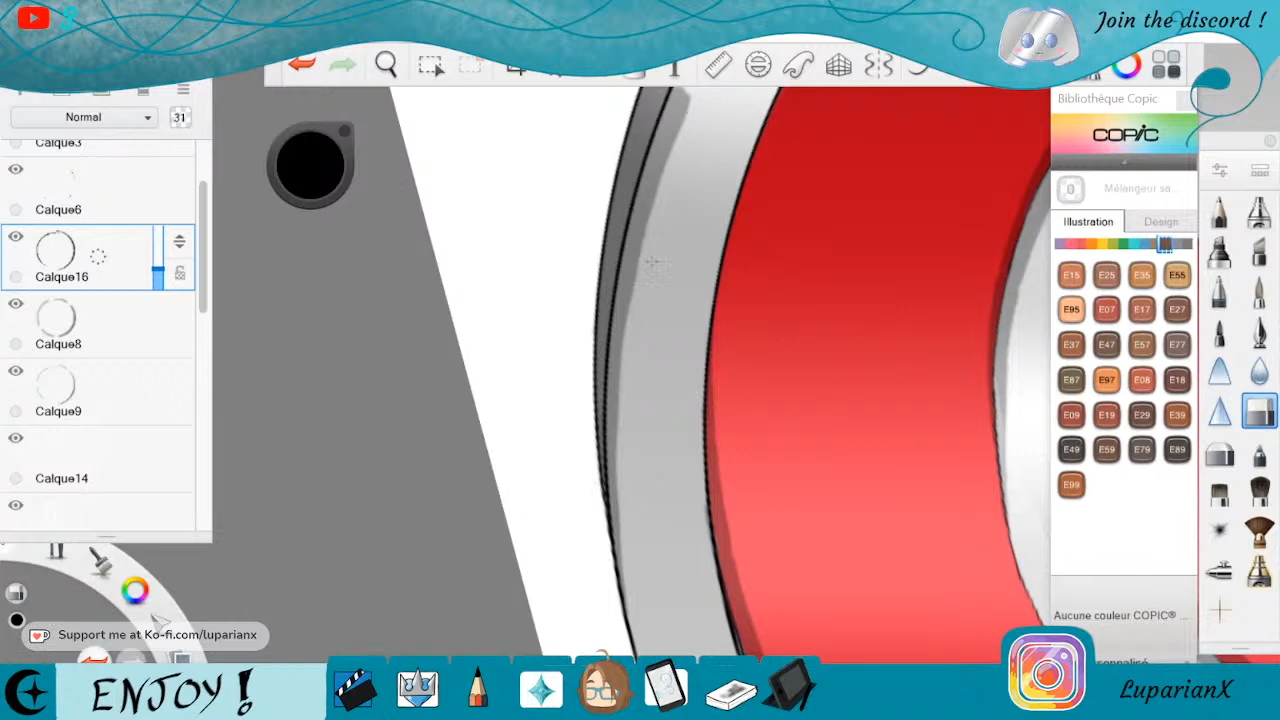 3
Join the discord !
Bibliothèque Copic
Normal
31
COPIC
Calque3
0
Mélangeur sa...
Calque6
Illustration
Design
Calque16
E15
E25
E35
E55
E95
E07
E17
E27
Calque8
E37
E47
E57
E77
E87
E97
E08
E18
Calque9
E09
E19
E29
E39
E49
E59
E79
E89
Calque14
E99
Aucune couleur COPIC® ...
Support me at Ko-fi.com/luparianx
ENJOY !
LuparianX